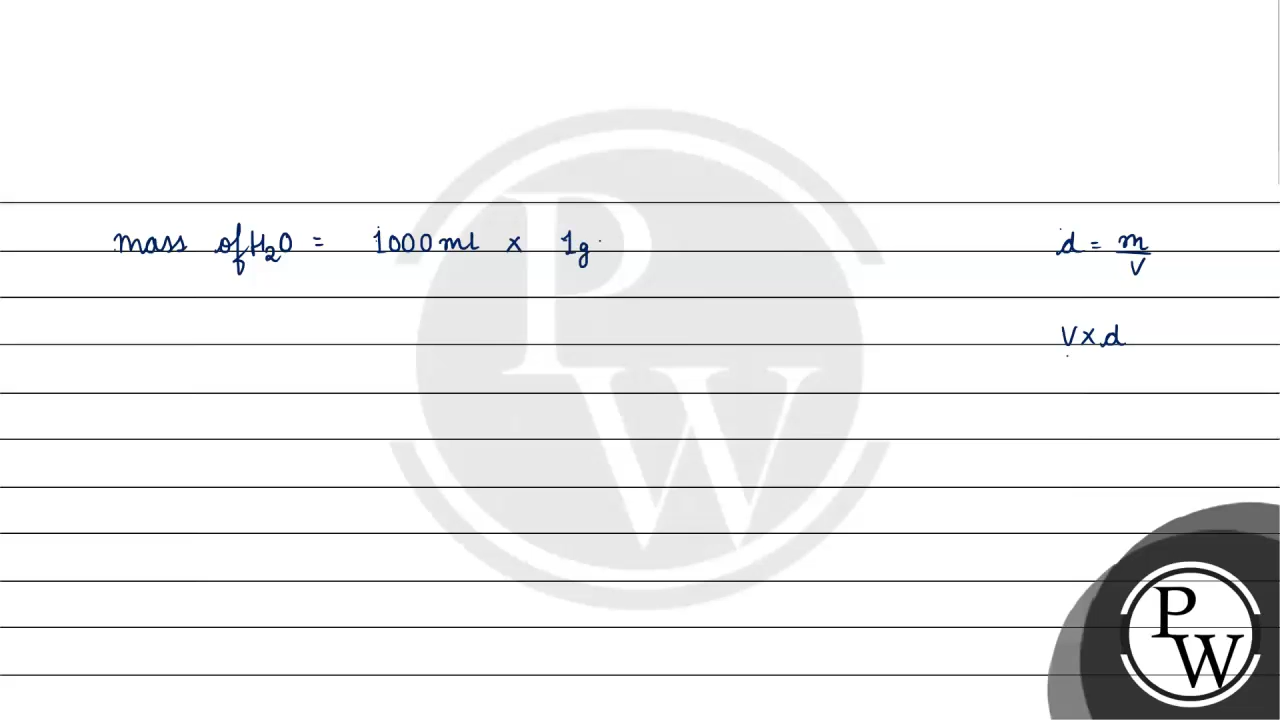 mass of H₂O = 1000 ml × 1g
d = m/V
V × d
P
W
P
W